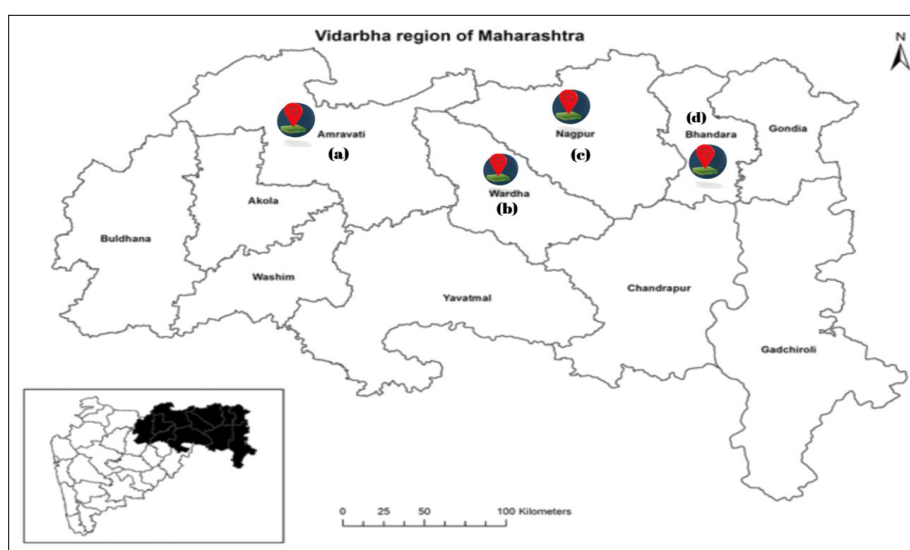 Vidarbha region of Maharashtra
N
Amravati
(a)
Nagpur
(c)
(d)
Bhandara
Gondia
Wardha
(b)
Akola
Buldhana
Washim
Yavatmal
Chandrapur
Gadchiroli
0 25 50 100 Kilometers